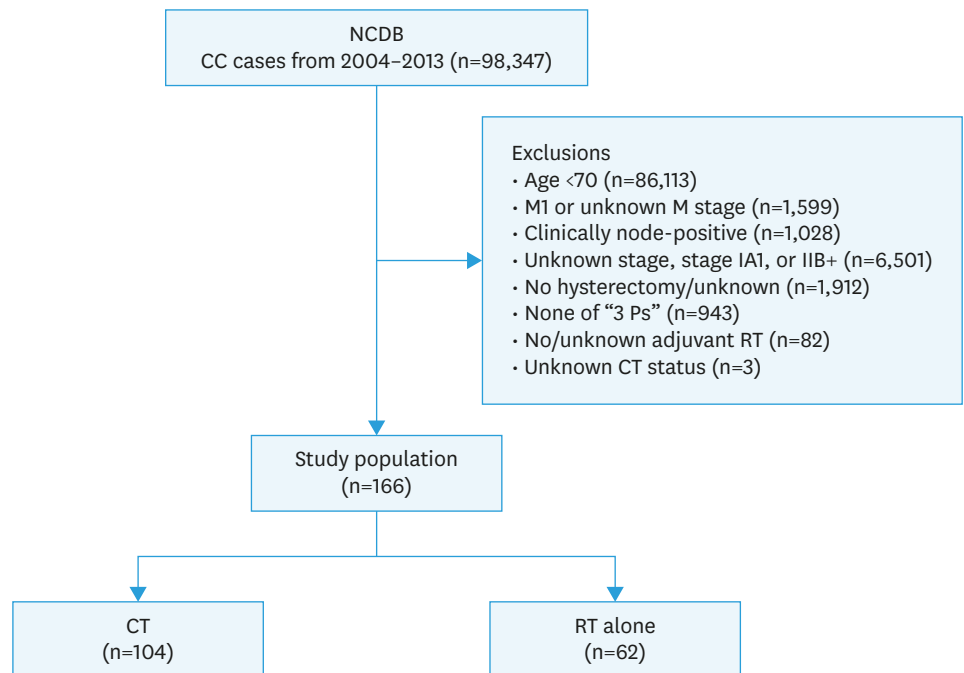 NCDB
CC cases from 2004–2013 (n=98,347)
Exclusions
· Age <70 (n=86,113)
· M1 or unknown M stage (n=1,599)
· Clinically node-positive (n=1,028)
· Unknown stage, stage IA1, or IIB+ (n=6,501)
· No hysterectomy/unknown (n=1,912)
· None of “3 Ps” (n=943)
· No/unknown adjuvant RT (n=82)
· Unknown CT status (n=3)
Study population
(n=166)
CT
(n=104)
RT alone
(n=62)